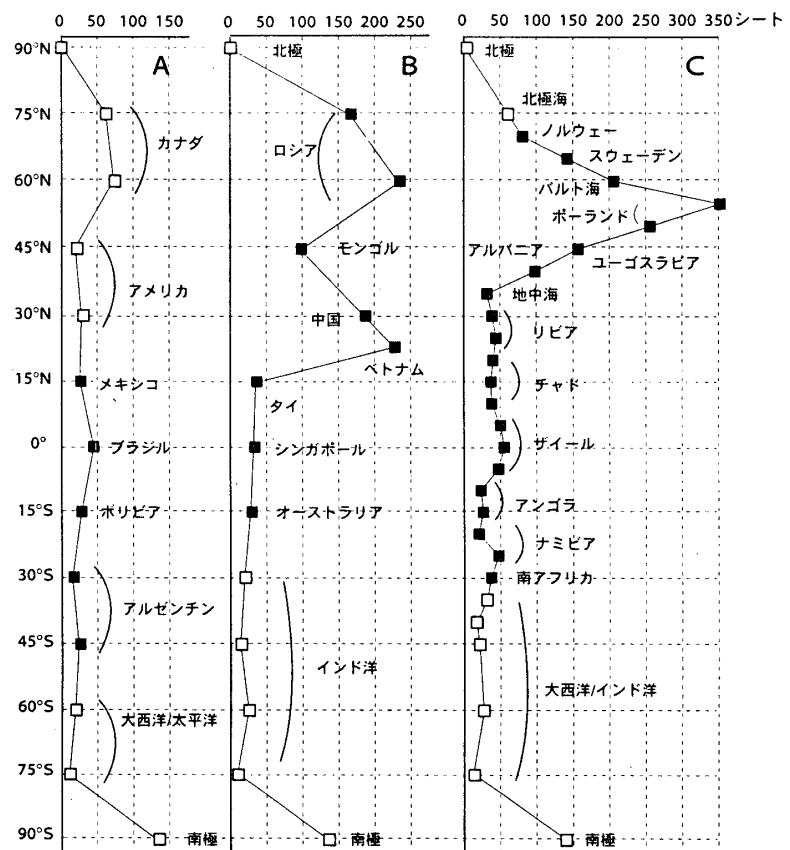 0 50 100 150
0 50 100 150 200 250
0 50 100 150 200 250 300 350 シート
A
B
C
90°N
75°N
60°N
45°N
30°N
15°N
0°
15°S
30°S
45°S
60°S
75°S
90°S
カナダ
アメリカ
メキシコ
ブラジル
ボリビア
アルゼンチン
大西洋/太平洋
南極
北極
ロシア
モンゴル
中国
ベトナム
タイ
シンガポール
オーストラリア
インド洋
南極
北極
北極海
ノルウェー
スウェーデン
バルト海
ポーランド
アルバニア
ユーゴスラビア
地中海
リビア
チャド
ザイール
アンゴラ
ナミビア
南アフリカ
大西洋/インド洋
南極